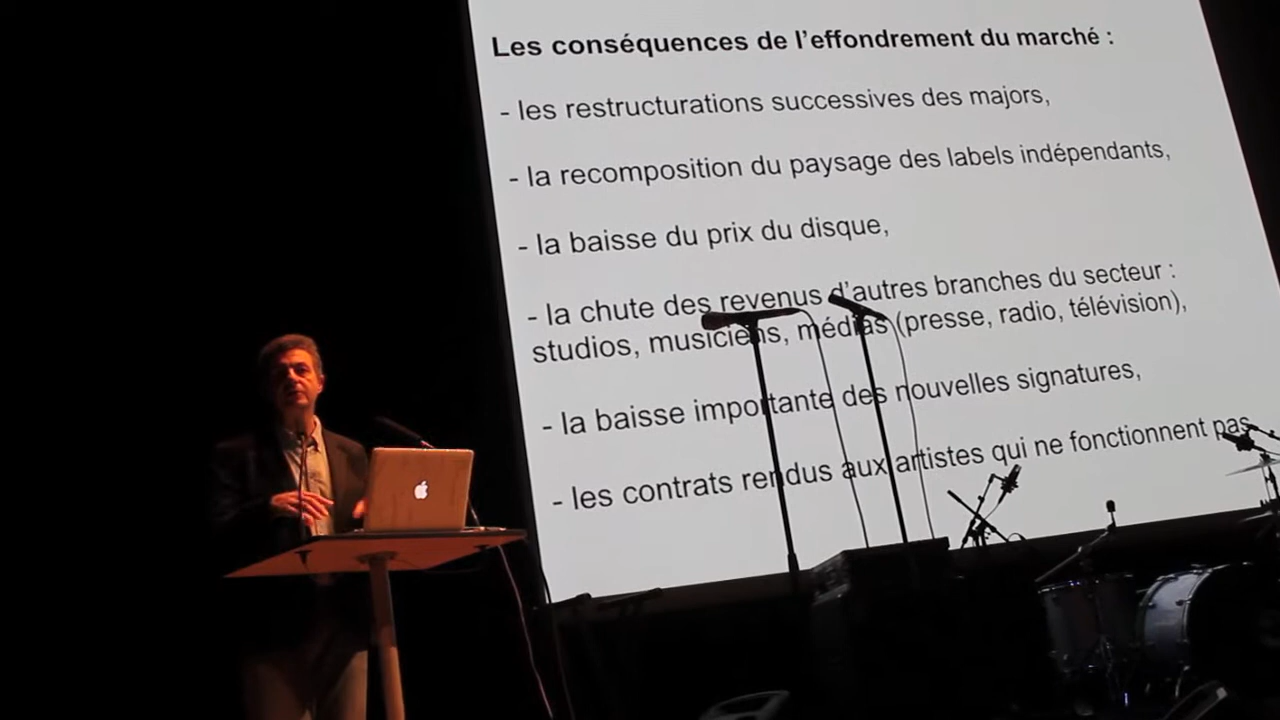 Les conséquences de l'effondrement du marché :
- les restructurations successives des majors,
- la recomposition du paysage des labels indépendants,
- la baisse du prix du disque,
- la chute des revenus d'autres branches du secteur :
studios, musiciens, médias (presse, radio, télévision),
- la baisse importante des nouvelles signatures,
- les contrats rendus aux artistes qui ne fonctionnent pas